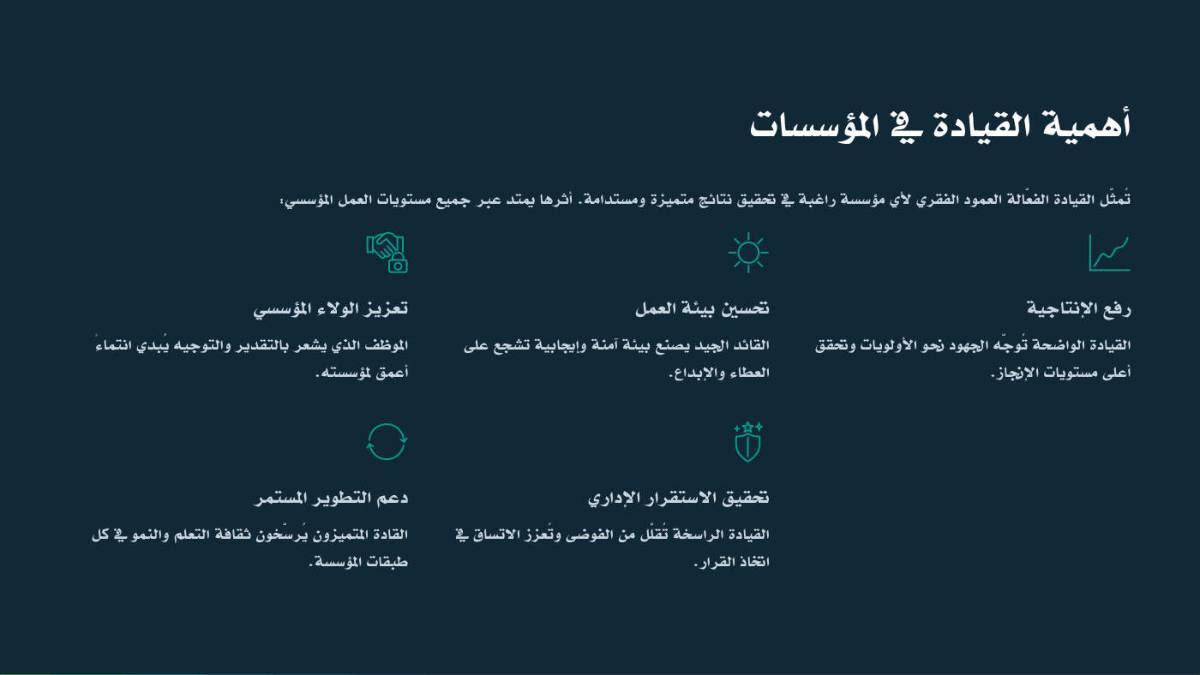 أهمية القيادة في المؤسسات
تُمثّل القيادة الفعّالة العمود الفقري لأي مؤسسة راغبة في تحقيق نتائج متميزة ومستدامة. أثرها يمتد عبر جميع مستويات العمل المؤسسي:
رفع الإنتاجية
القيادة الواضحة تُوجّه الجهود نحو الأولويات وتحقق
أعلى مستويات الإنجاز.
تحسين بيئة العمل
القائد الجيد يصنع بيئة آمنة وإيجابية تشجع على
العطاء والإبداع.
تعزيز الولاء المؤسسي
الموظف الذي يشعر بالتقدير والتوجيه يُبدي انتماءً
أعمق لمؤسسته.
تحقيق الاستقرار الإداري
القيادة الراسخة تُقلّل من الفوضى وتُعزز الاتساق في
اتخاذ القرار.
دعم التطوير المستمر
القادة المتميزون يُرسّخون ثقافة التعلم والنمو في كل
طبقات المؤسسة.